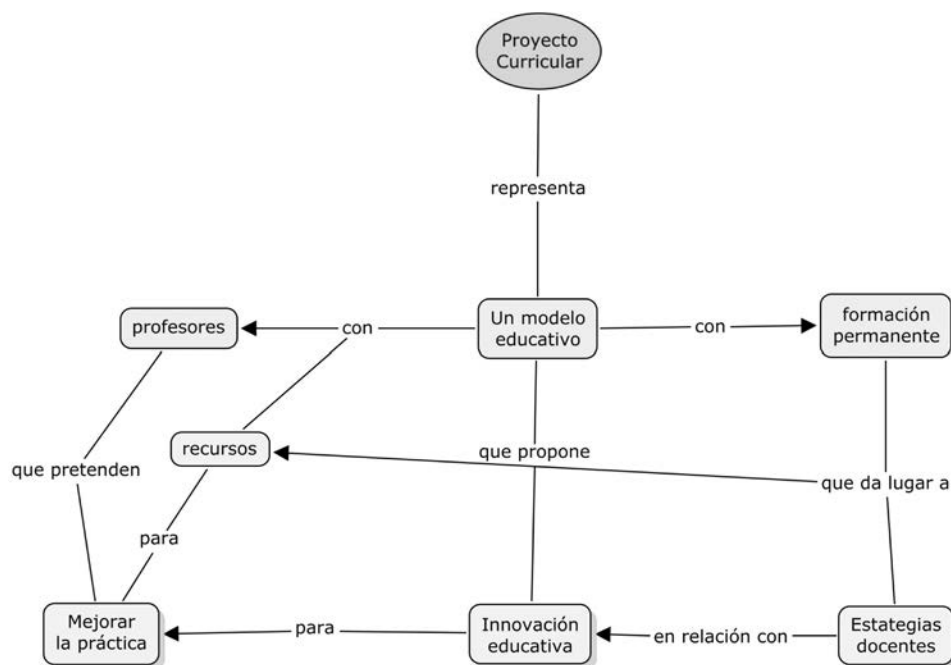 Proyecto
Curricular
representa
profesores
con
Un modelo
educativo
con
formación
permanente
recursos
que propone
que pretenden
que da lugar a
para
Mejorar
la práctica
para
Innovación
educativa
en relación con
Estategias
docentes